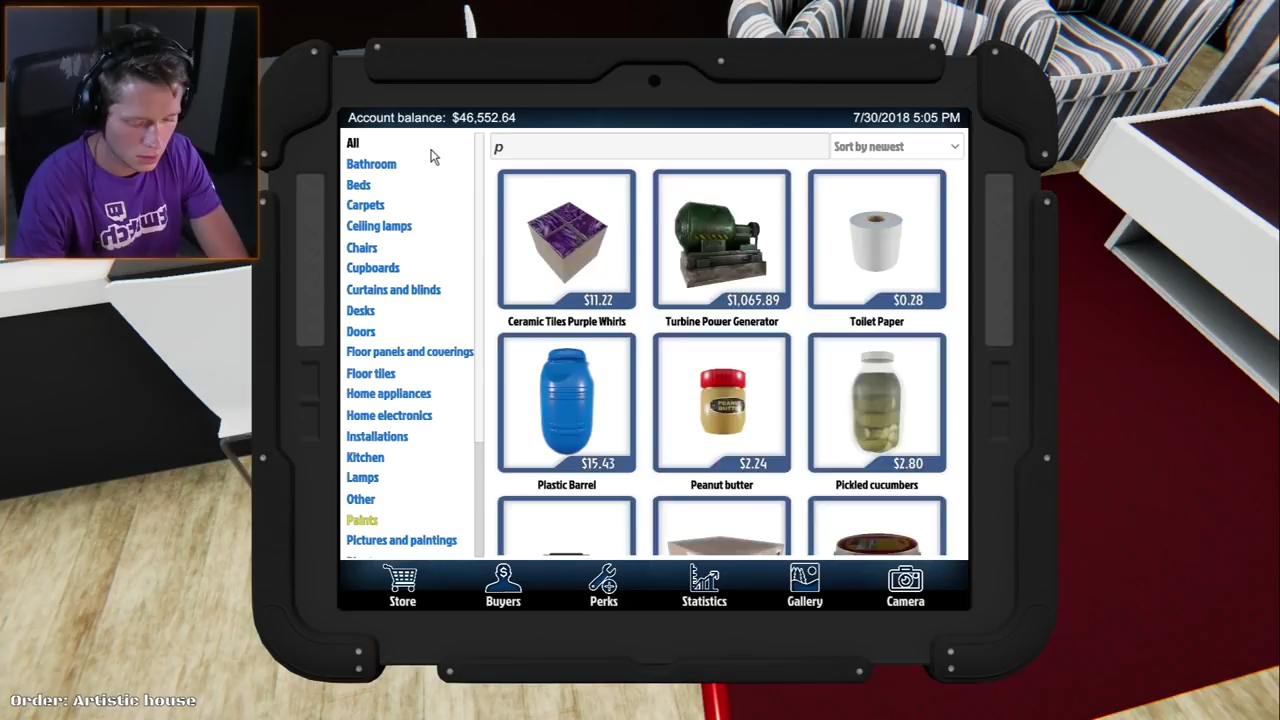 Account balance: $46,552.64
7/30/2018 5:05 PM
All
Bathroom
Beds
Carpets
Ceiling lamps
Chairs
Cupboards
Curtains and blinds
Desks
Doors
Floor panels and coverings
Floor tiles
Home appliances
Home electronics
Installations
Kitchen
Lamps
Other
Paints
Pictures and paintings
p
Sort by newest
$11.22
$1,065.89
$0.28
Ceramic Tiles Purple Whirls
Turbine Power Generator
Toilet Paper
PEANUT
BUTTER
$15.43
$2.24
$2.80
Plastic Barrel
Peanut butter
Pickled cucumbers
Store
Buyers
Perks
Statistics
Gallery
Camera
Order: Artistic house